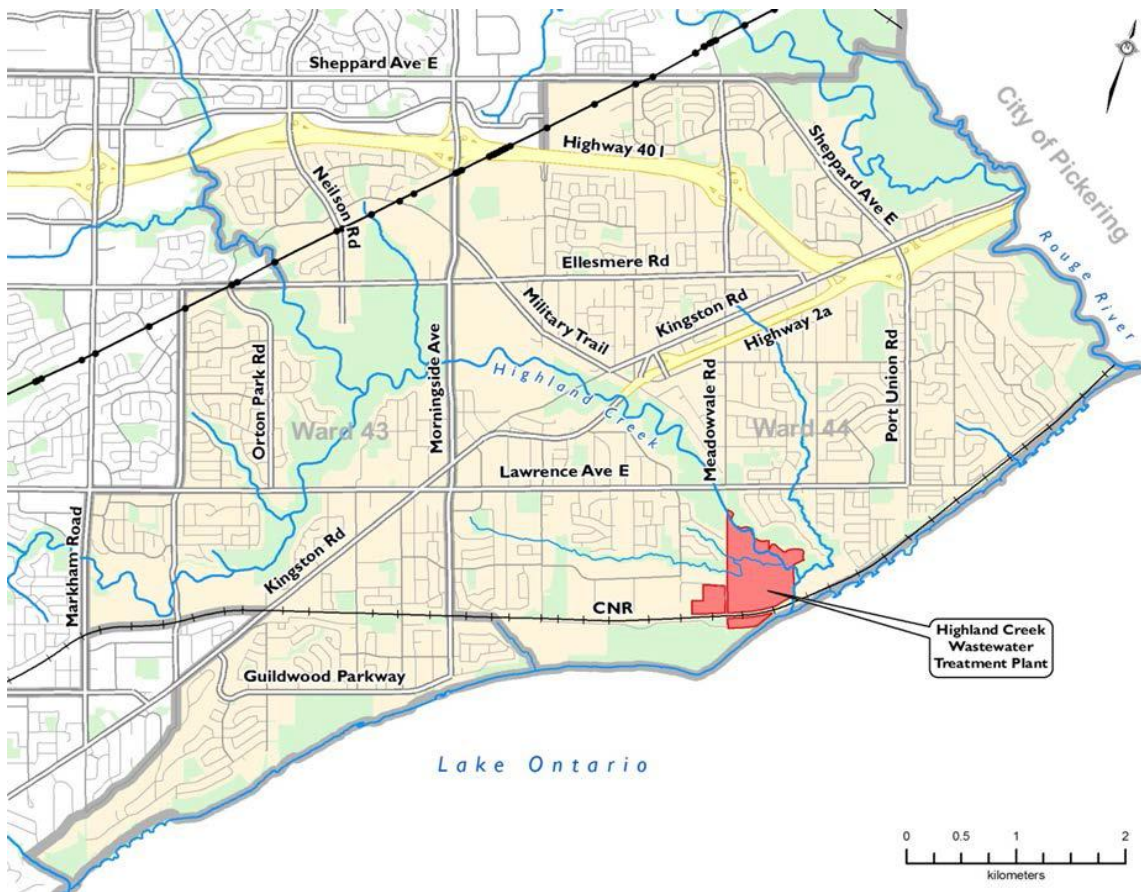 Sheppard Ave E
City of Pickering
Highway 401
Sheppard Ave E
Neilson Rd
Rouge River
Ellesmere Rd
Military Trail
Kingston Rd
Highway 2a
Orton Park Rd
Morningside Ave
Highland Creek
Meadowvale Rd
Port Union Rd
Ward 43
Ward 44
Lawrence Ave E
Markham Road
Kingston Rd
CNR
Highland Creek
Wastewater
Treatment Plant
Guildwood Parkway
Lake Ontario
0 0.5 1 2
kilometers